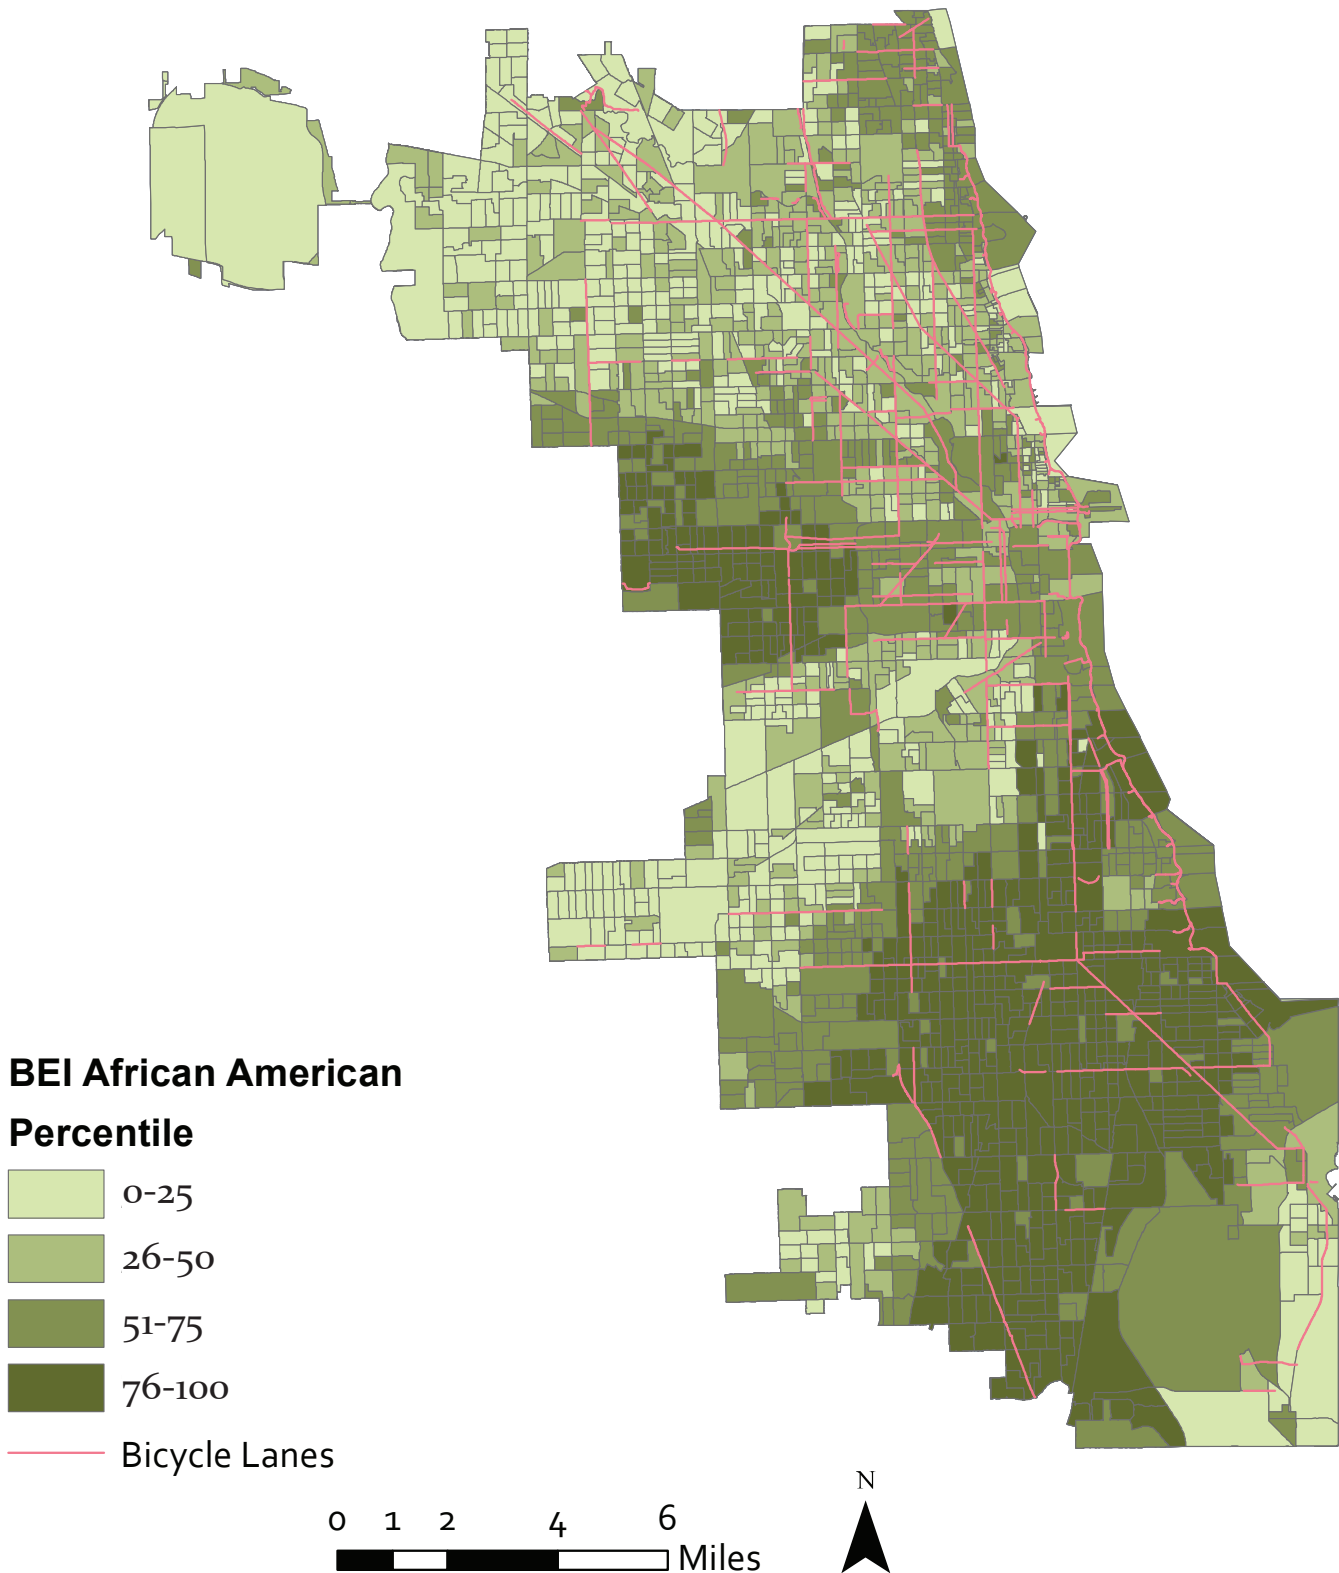 BEI African American
Percentile
0-25
26-50
51-75
76-100
Bicycle Lanes
N
0 1 2 4 6
Miles